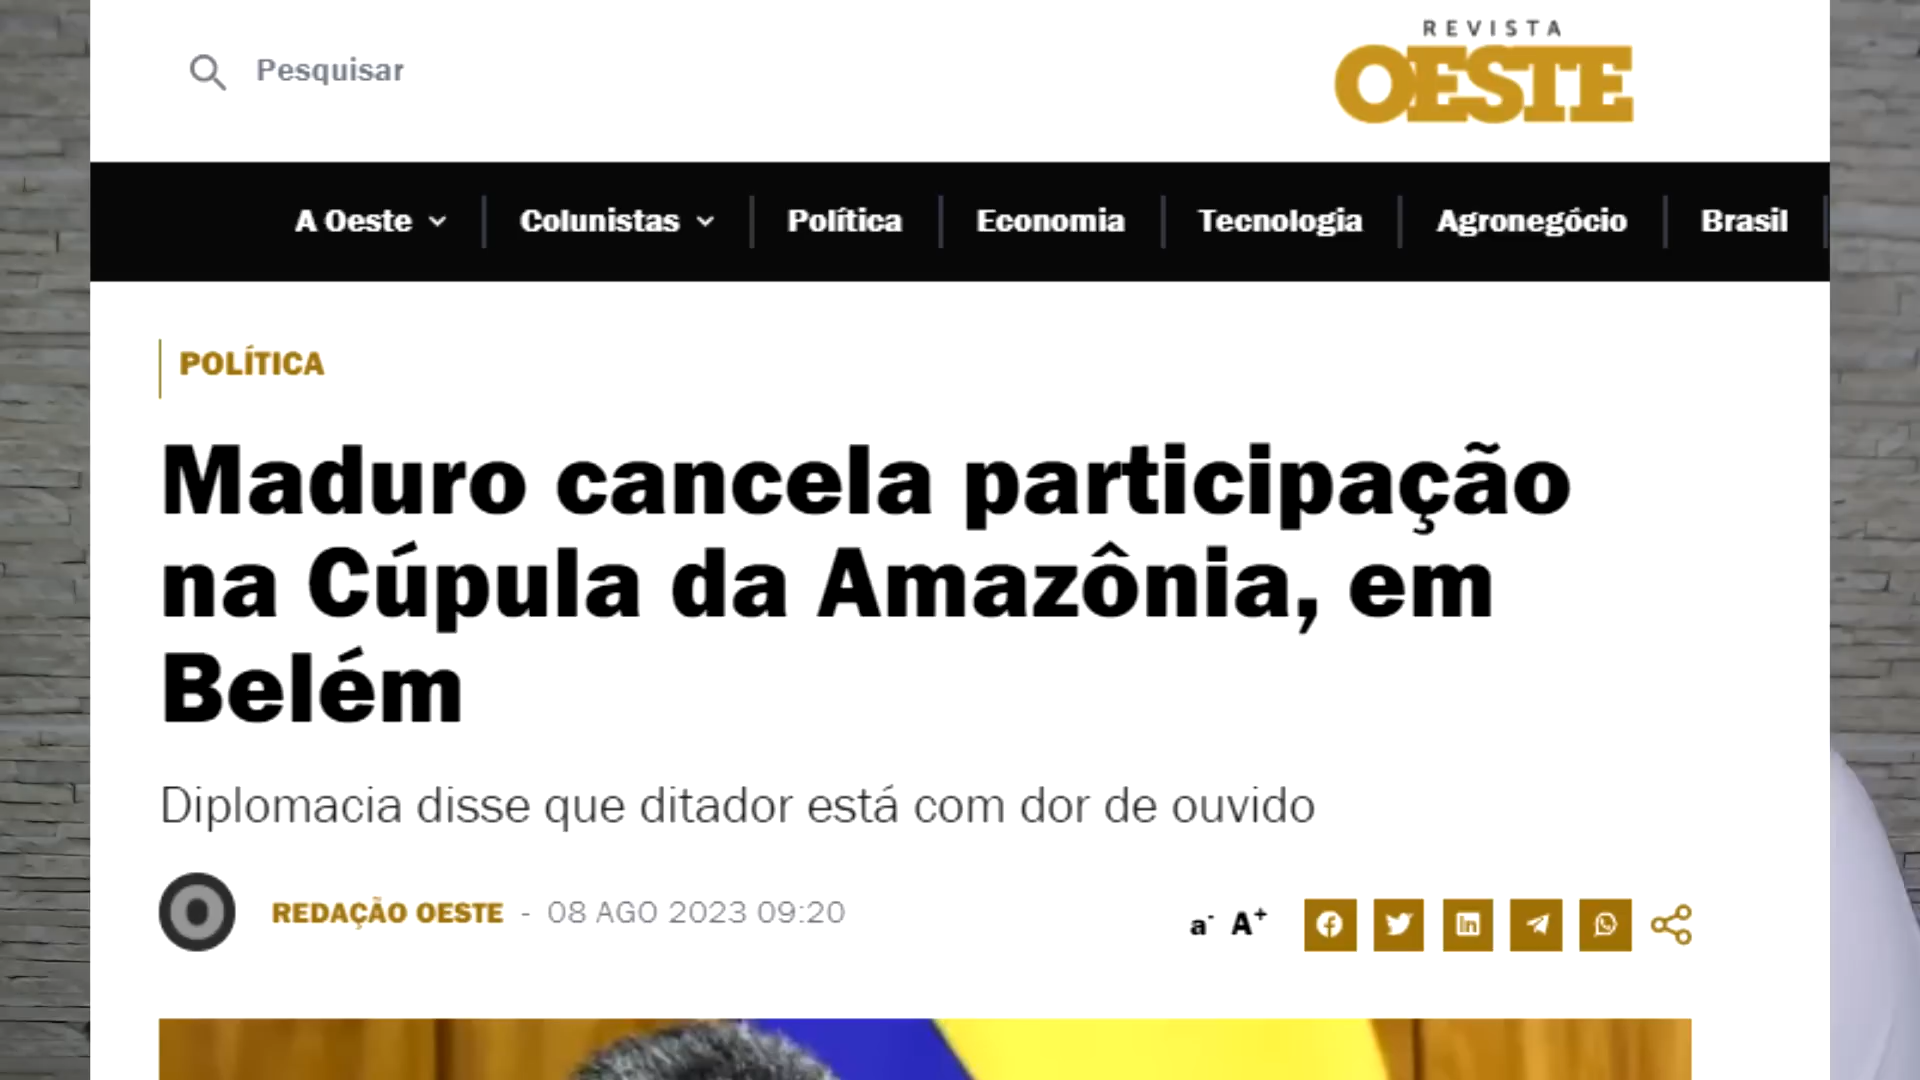 Pesquisar
REVISTA
OESTE
A Oeste
Colunistas
Política
Economia
Tecnologia
Agronegócio
Brasil
POLÍTICA
Maduro cancela participação
na Cúpula da Amazônia, em
Belém
Diplomacia disse que ditador está com dor de ouvido
REDAÇÃO OESTE - 08 AGO 2023 09:20
a- A+